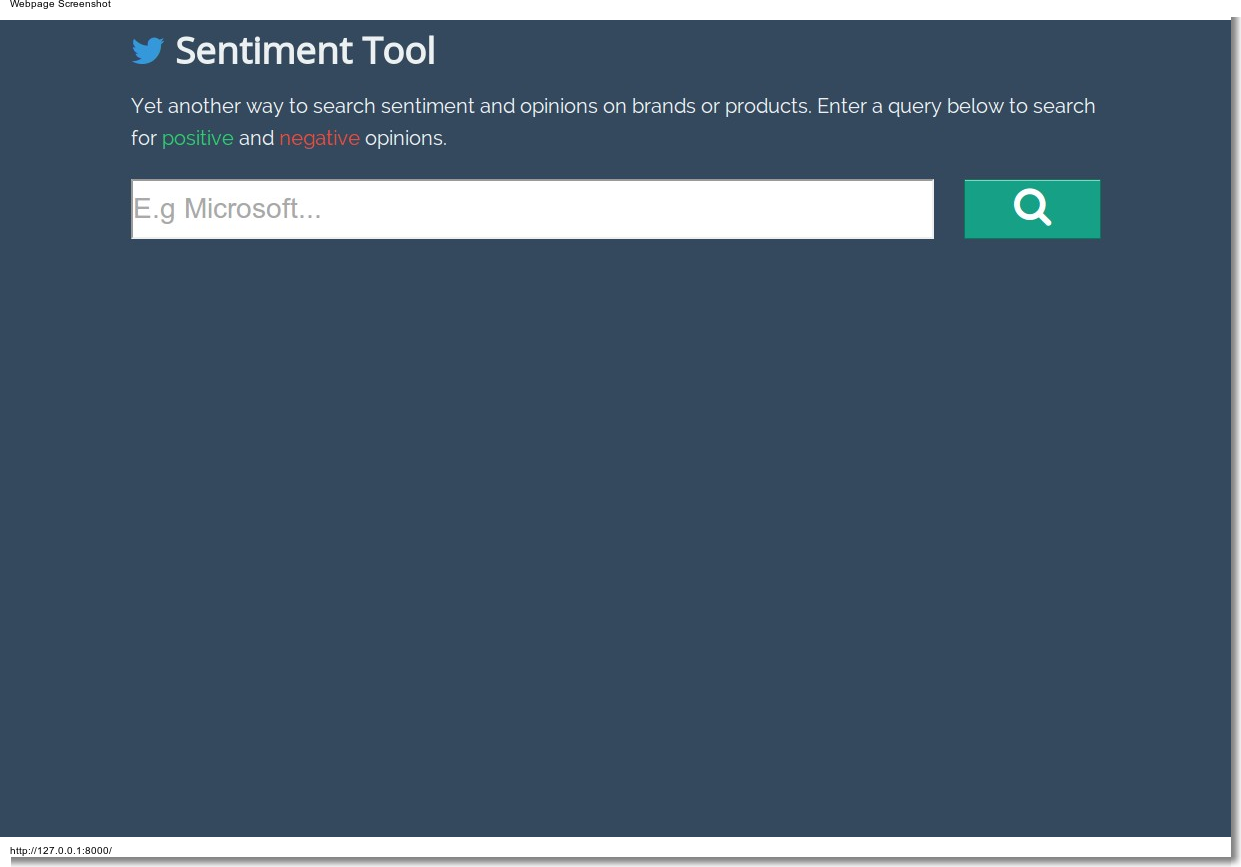 Webpage Screenshot
Sentiment Tool
Yet another way to search sentiment and opinions on brands or products. Enter a query below to search
for positive and negative opinions.
E.g Microsoft...
http://127.0.0.1:8000/